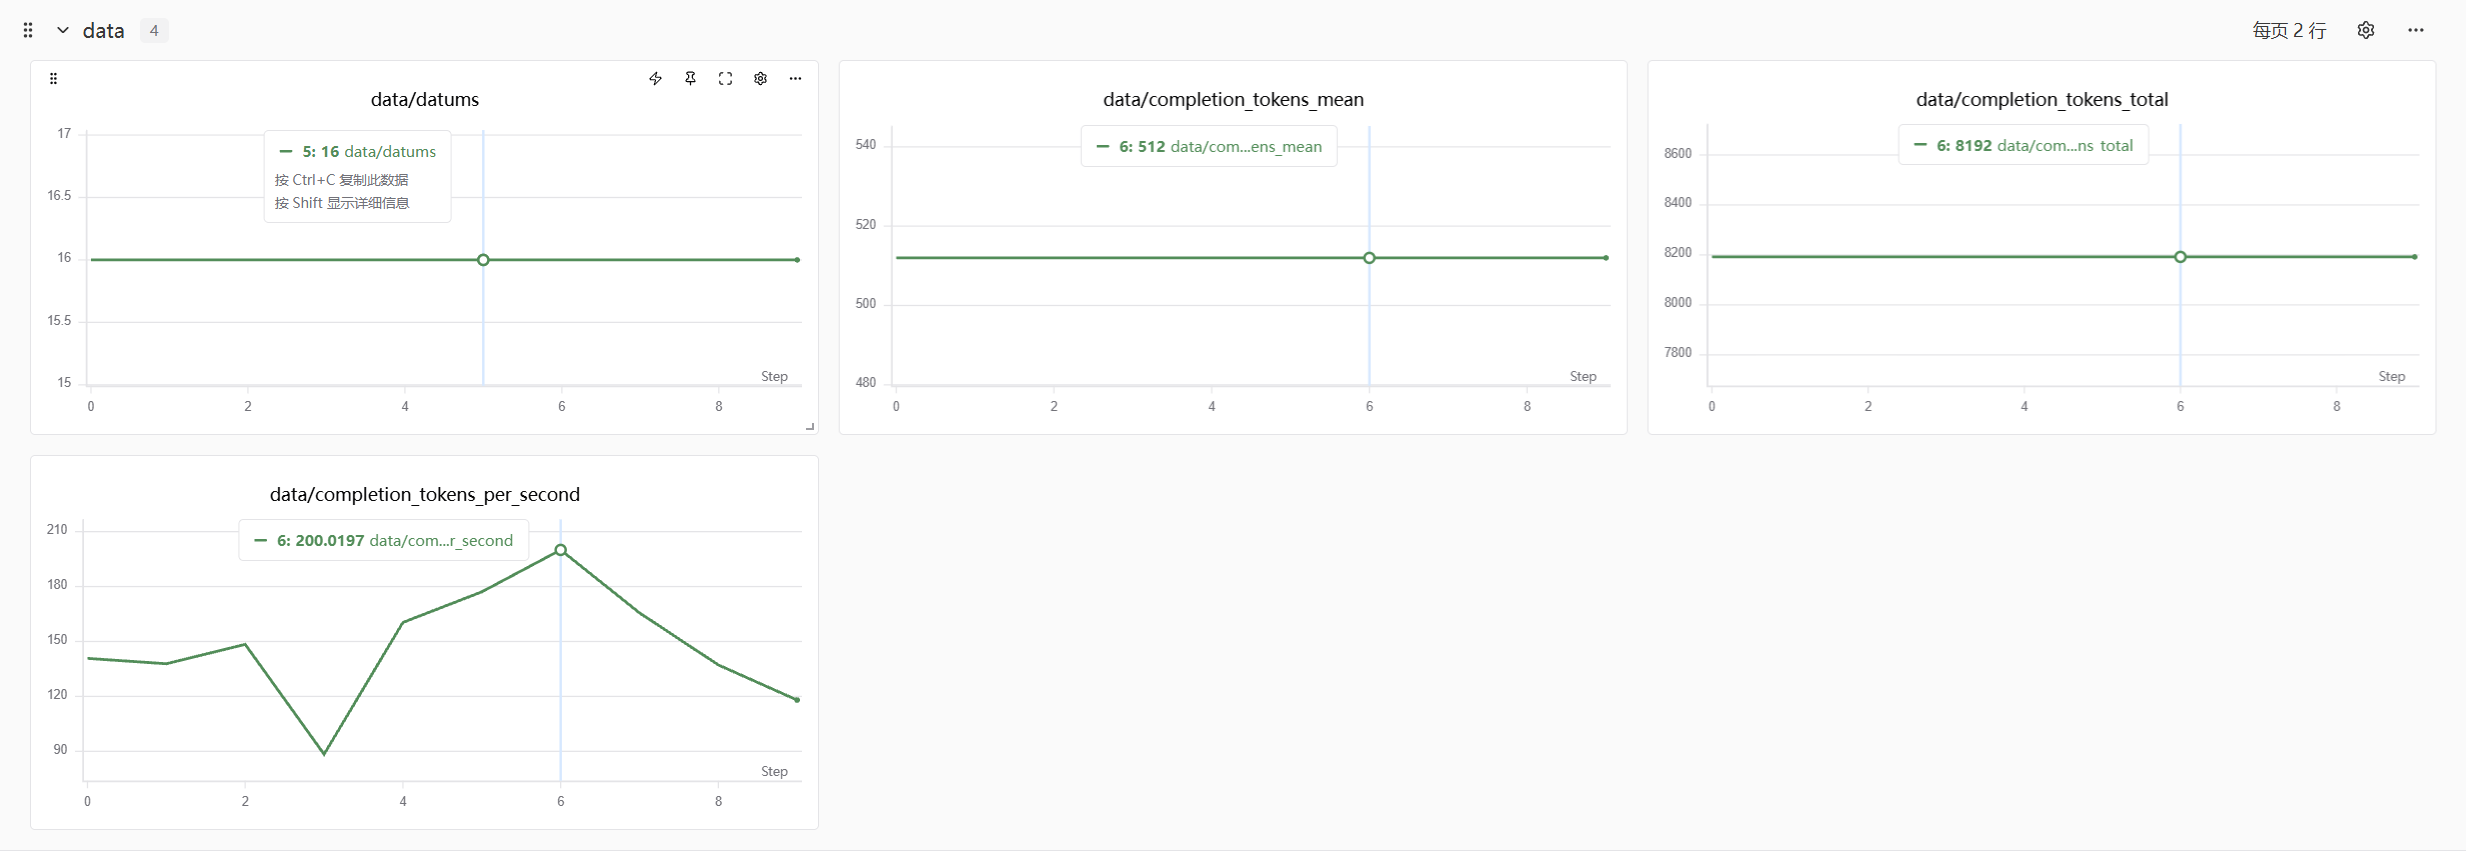 data 4
每页 2 行
data/datums
17
16.5
16
15.5
15
5: 16 data/datums
按 Ctrl+C 复制此数据
按 Shift 显示详细信息
Step
0 2 4 6 8
data/completion_tokens_mean
540
520
500
480
6: 512 data/com...ens_mean
Step
0 2 4 6 8
data/completion_tokens_total
8600
8400
8200
8000
7800
6: 8192 data/com...ns_total
Step
0 2 4 6 8
data/completion_tokens_per_second
210
180
150
120
90
6: 200.0197 data/com...r_second
Step
0 2 4 6 8